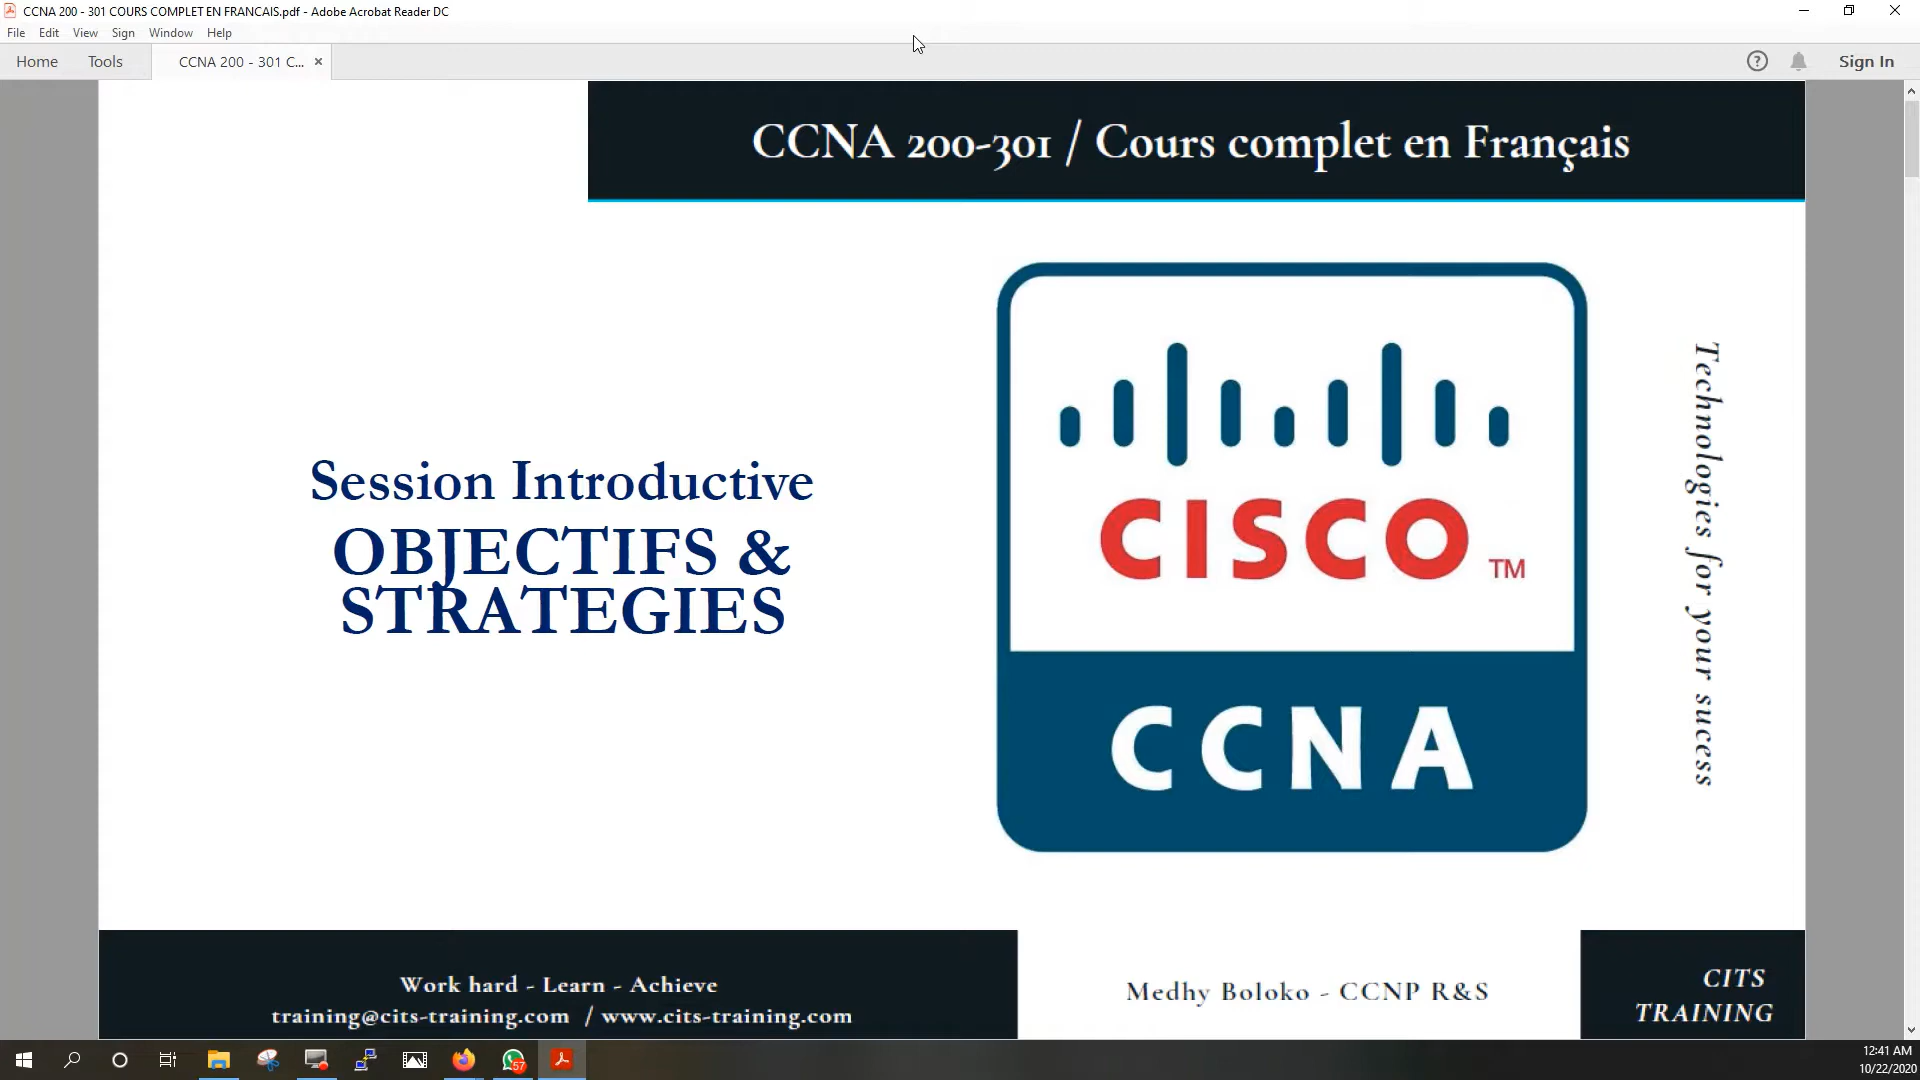 CCNA 200 - 301 COURS COMPLET EN FRANCAIS.pdf - Adobe Acrobat Reader DC
File Edit View Sign Window Help
Home Tools CCNA 200 - 301 C... × ? Sign In
CCNA 200-301 / Cours complet en Français
Session Introductive
OBJECTIFS &
STRATEGIES
CISCO TM
CCNA
Technologies for your success
Work hard - Learn - Achieve
training@cits-training.com / www.cits-training.com
Medhy Boloko - CCNP R&S
CITS
TRAINING
57
12:41 AM
10/22/2020